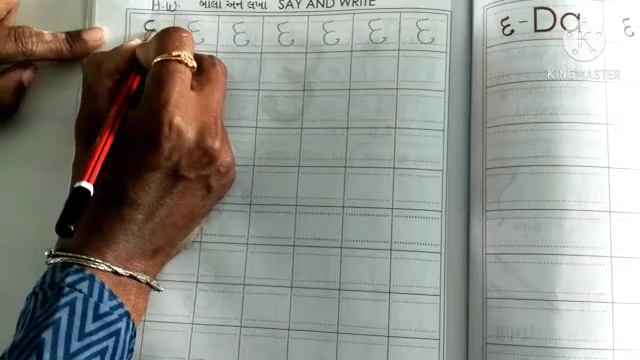 H.W. બોલો અને લખો SAY AND WRITE
દ દ દ દ દ દ દ
દ - Da
દ
KINEMASTER